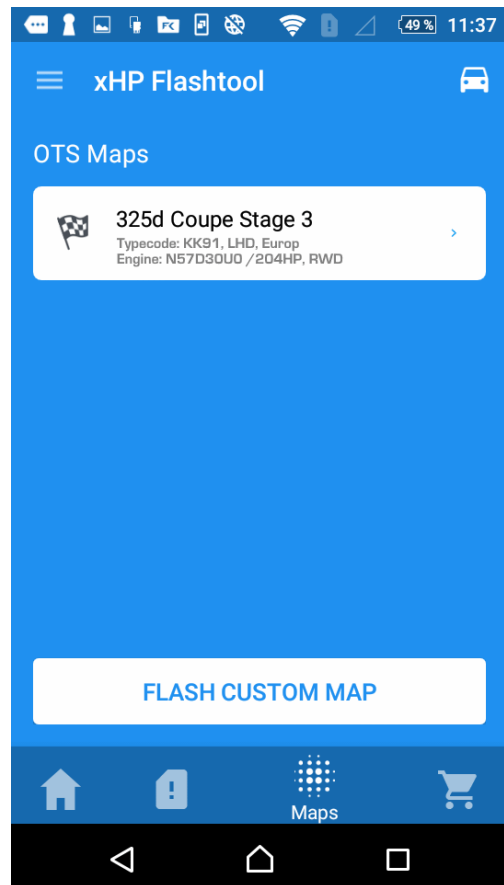 FK
49 %
11:37
xHP Flashtool
OTS Maps
325d Coupe Stage 3
Typecode: KK91, LHD, Europ
Engine: N57D30U0 /204HP, RWD
FLASH CUSTOM MAP
Maps